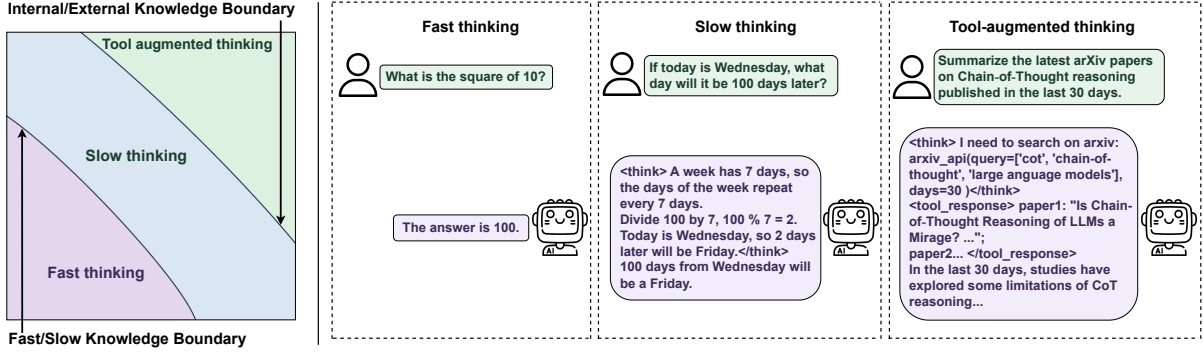 Internal/External Knowledge Boundary
Tool augmented thinking
Slow thinking
Fast thinking
Fast/Slow Knowledge Boundary
Fast thinking
What is the square of 10?
The answer is 100.
AI
Slow thinking
If today is Wednesday, what
day will it be 100 days later?
<think> A week has 7 days, so
the days of the week repeat
every 7 days.
Divide 100 by 7, 100 % 7 = 2.
Today is Wednesday, so 2 days
later will be Friday.</think>
100 days from Wednesday will
be a Friday.
AI
Tool-augmented thinking
Summarize the latest arXiv papers
on Chain-of-Thought reasoning
published in the last 30 days.
<think> I need to search on arxiv:
arxiv_api(query=['cot', 'chain-of-
thought', 'large anguage models'],
days=30 )</think>
<tool_response> paper1: "Is Chain-
of-Thought Reasoning of LLMs a
Mirage? ...";
paper2... </tool_response>
In the last 30 days, studies have
explored some limitations of CoT
reasoning...
AI